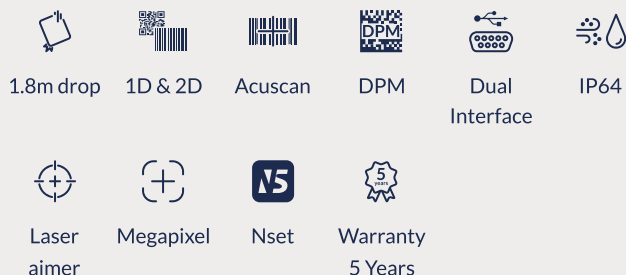 DPM
1.8m drop 1D & 2D Acuscan DPM Dual Interface IP64
N5 5 years
Laser aimer Megapixel Nset Warranty 5 Years